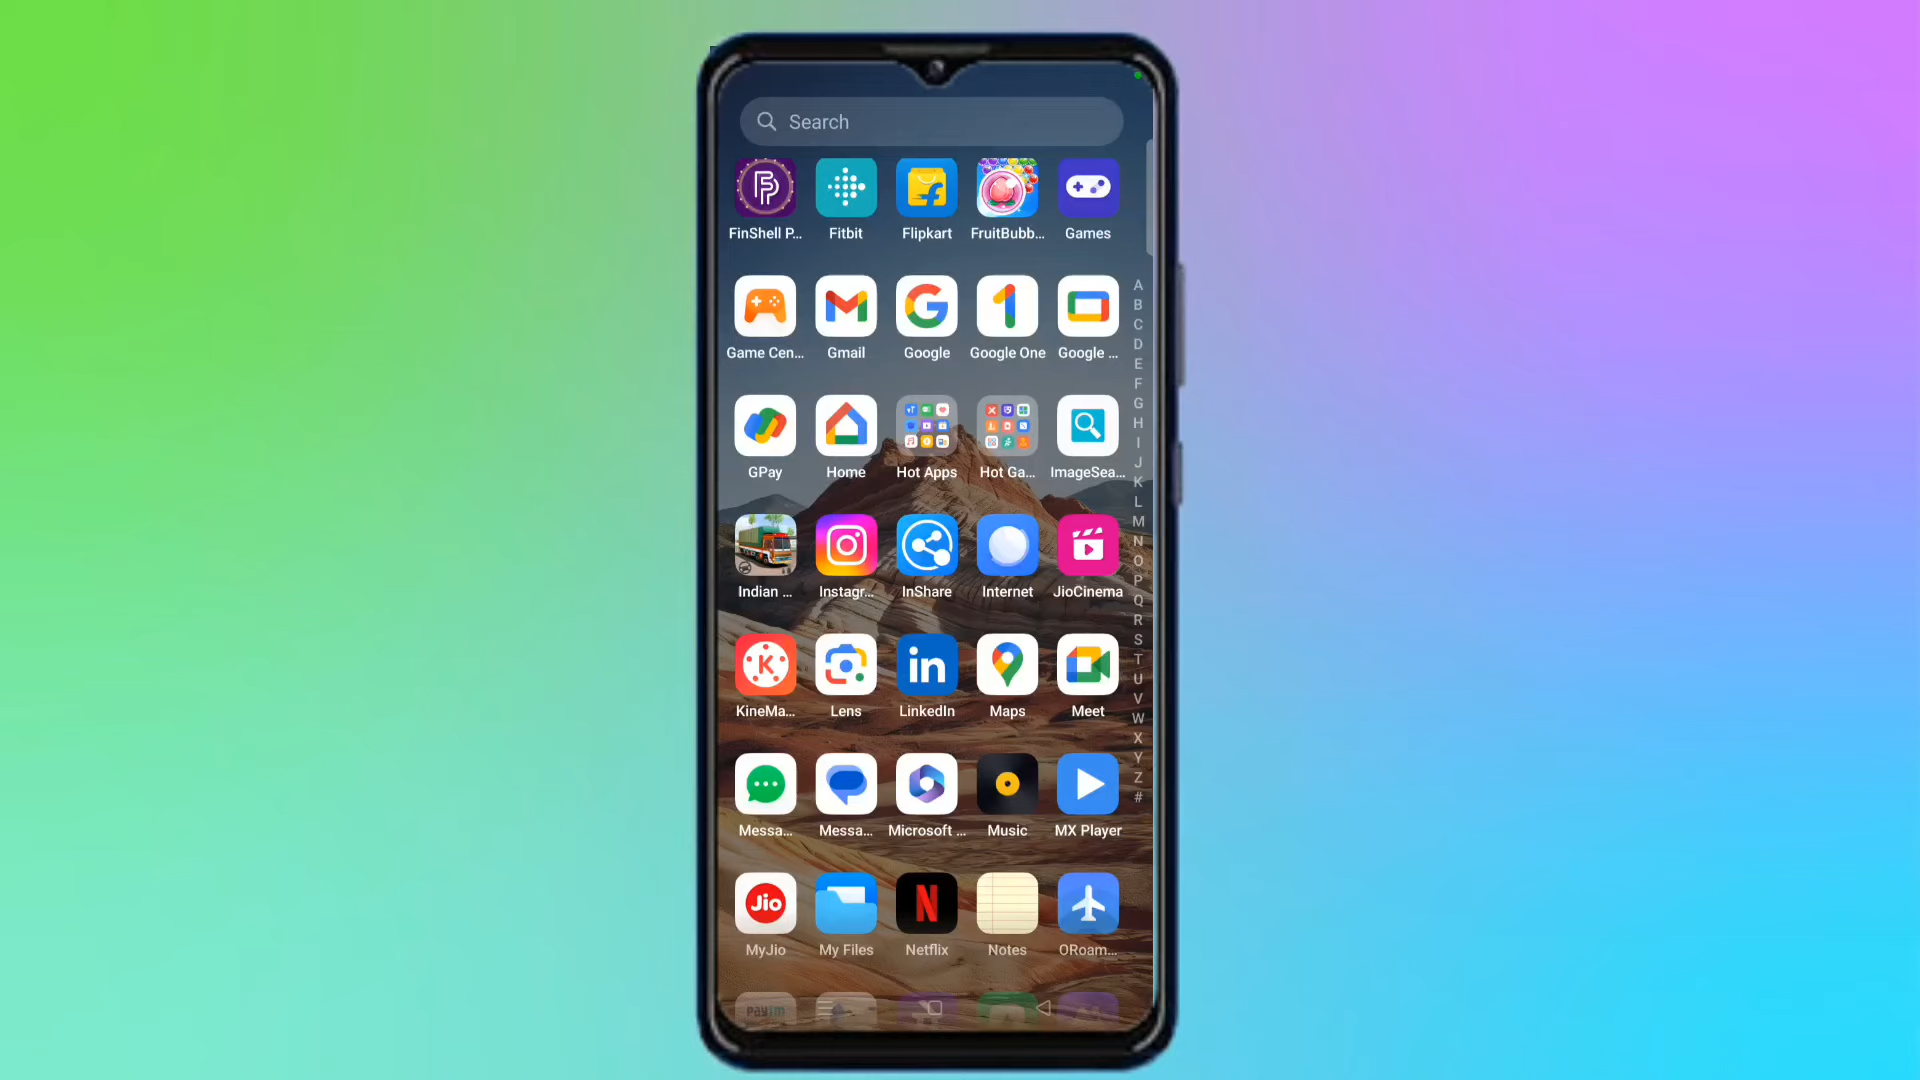 Search
FinShell P...
Fitbit
Flipkart
FruitBubb...
Games
Game Cen...
Gmail
Google
Google One
Google ...
GPay
Home
Hot Apps
Hot Ga...
ImageSea...
Indian ...
Instagr...
InShare
Internet
JioCinema
KineMa...
Lens
LinkedIn
Maps
Meet
Messa...
Messa...
Microsoft ...
Music
MX Player
Jio
MyJio
My Files
Netflix
Notes
ORoam...
paytm
A
B
C
D
E
F
G
H
I
J
K
L
M
N
O
P
Q
R
S
T
U
V
W
X
Y
Z
#